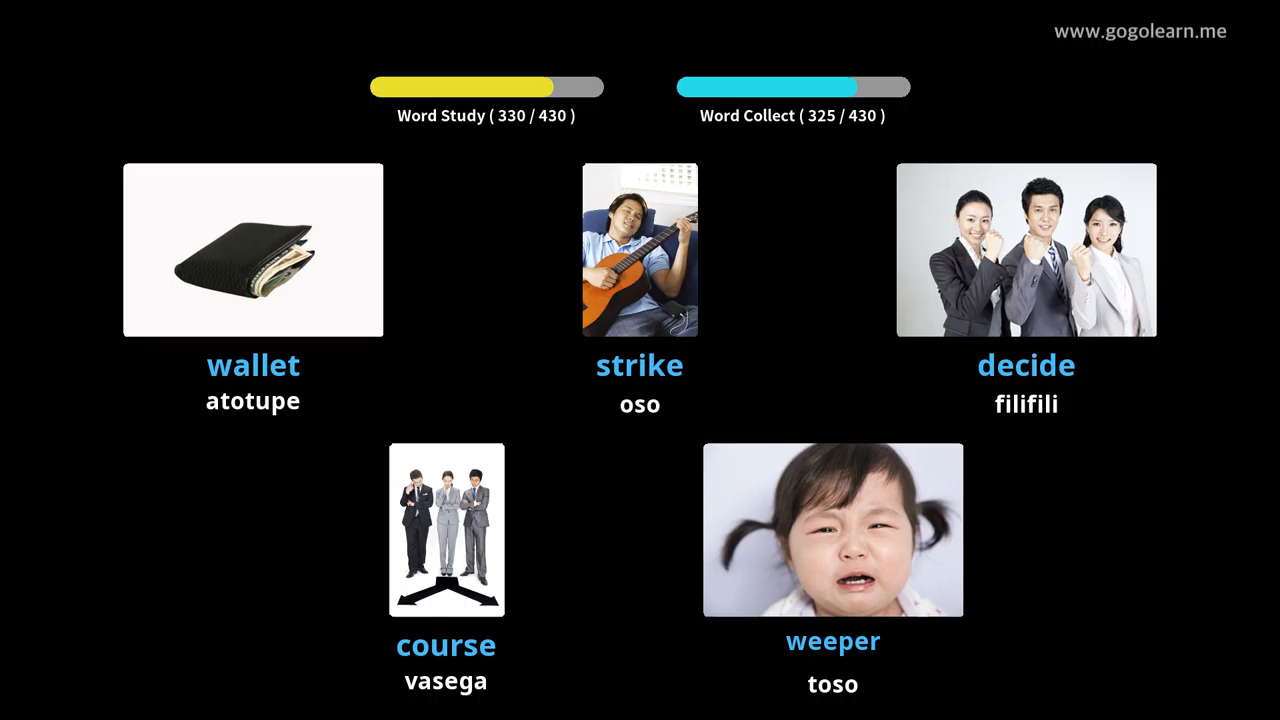 www.gogolearn.me
Word Study ( 330 / 430 )
Word Collect ( 325 / 430 )
wallet
atotupe
strike
oso
decide
filifili
course
vasega
weeper
toso